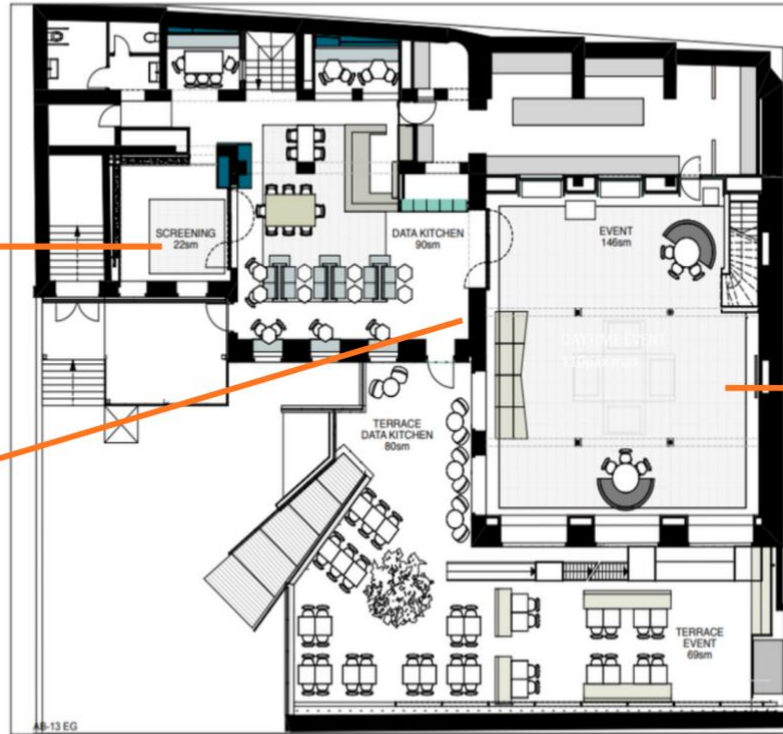 SCREENING
22sm
DATA KITCHEN
90sm
EVENT
146sm
DAYTIME EVENT
TERRACE
DATA KITCHEN
80sm
TERRACE
EVENT
69sm
AB-13 EG